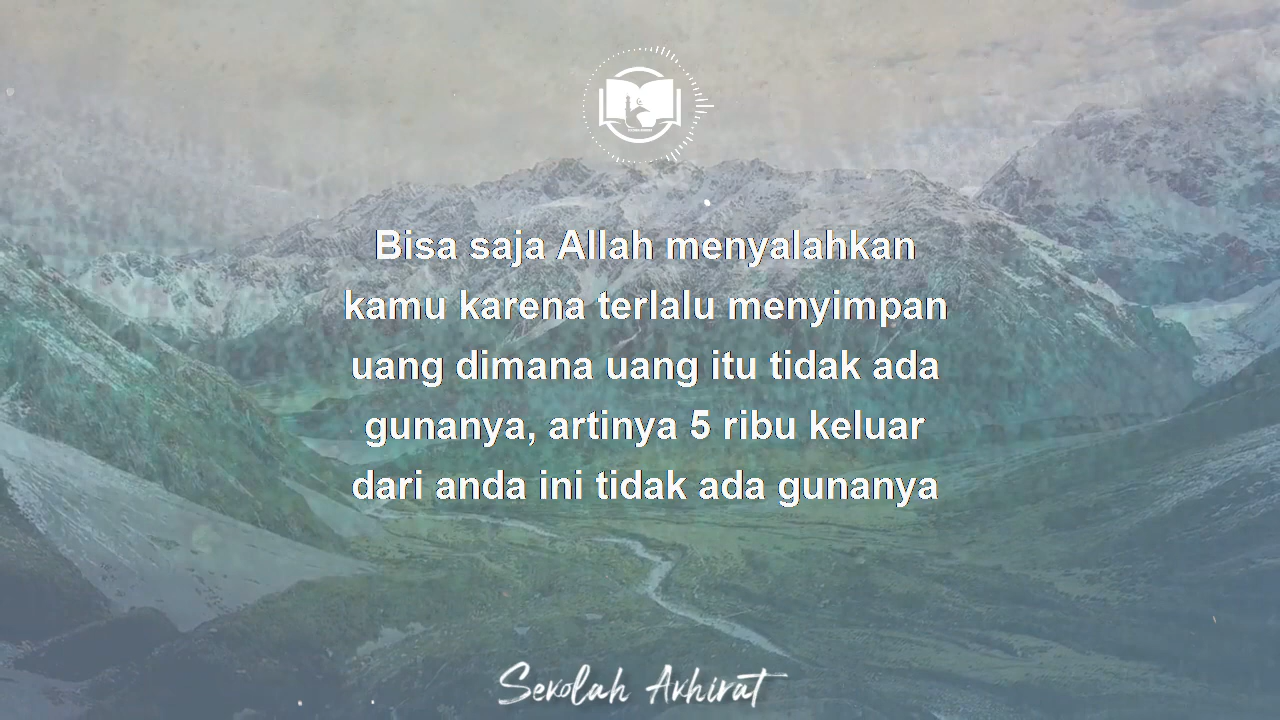 Bisa saja Allah menyalahkan
kamu karena terlalu menyimpan
uang dimana uang itu tidak ada
gunanya, artinya 5 ribu keluar
dari anda ini tidak ada gunanya
Sekolah Akhirat